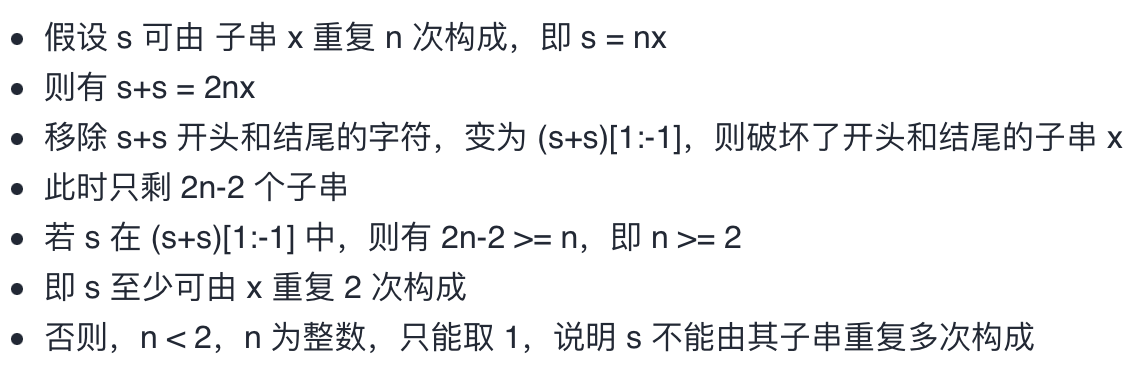 • 假设 s 可由 子串 x 重复 n 次构成，即 s = nx
• 则有 s+s = 2nx
• 移除 s+s 开头和结尾的字符，变为 (s+s)[1:-1]，则破坏了开头和结尾的子串 x
• 此时只剩 2n-2 个子串
• 若 s 在 (s+s)[1:-1] 中，则有 2n-2 >= n，即 n >= 2
• 即 s 至少可由 x 重复 2 次构成
• 否则，n < 2，n 为整数，只能取 1，说明 s 不能由其子串重复多次构成